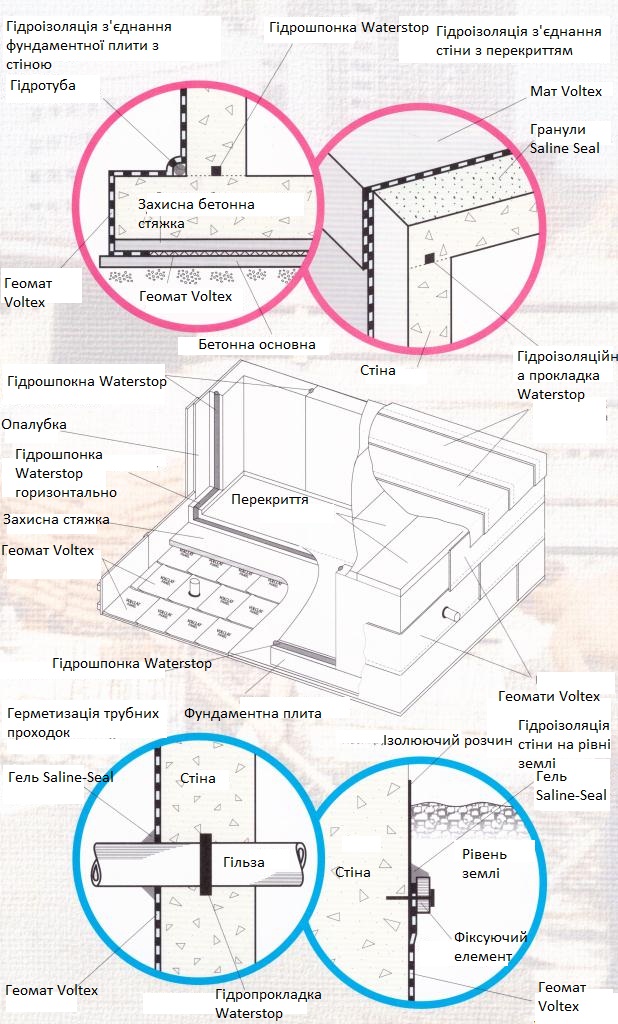 Гідроізоляція з'єднання
фундаментної плити з
стіною
Гідротуба
Гідрошпонка Waterstop
Гідроізоляція з'єднання
стіни з перекриттям
Мат Voltex
Гранули
Saline Seal
Захисна бетонна
стяжка
Геомат
Voltex
Геомат Voltex
Бетонна основна
Стіна
Гідроізоляційн
а прокладка
Waterstop
Гідрошпокна Waterstop
Опалубка
Гідрошпонка
Waterstop
горизонтально
Захисна стяжка
Геомат Voltex
Перекриття
Гідрошпонка Waterstop
Фундаментна плита
Геомати Voltex
Герметизація трубних
проходок
Гель Saline-Seal
Стіна
Гільза
Геомат Voltex
Гідропрокладка
Waterstop
Ізолюючий розчин
Гідроізоляція
стіни на рівні
землі
Гель
Saline-Seal
Стіна
Рівень
землі
Фіксуючий
елемент
Геомат
Voltex